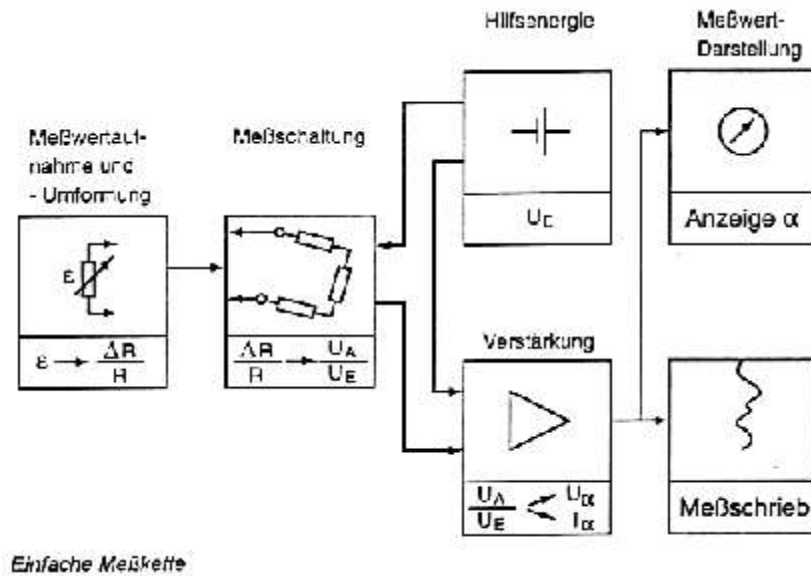 Hilfsenergie
Meßwert-
Darstellung
Meßwertauf-
nahme und
- Umformung
Meßschaltung
U_E
Anzeige α
ε
ε → ΔR/R
ΔR/R → U_A/U_E
Verstärkung
U_A/U_E U_α I_α
Meßschrieb
Einfache Meßkette